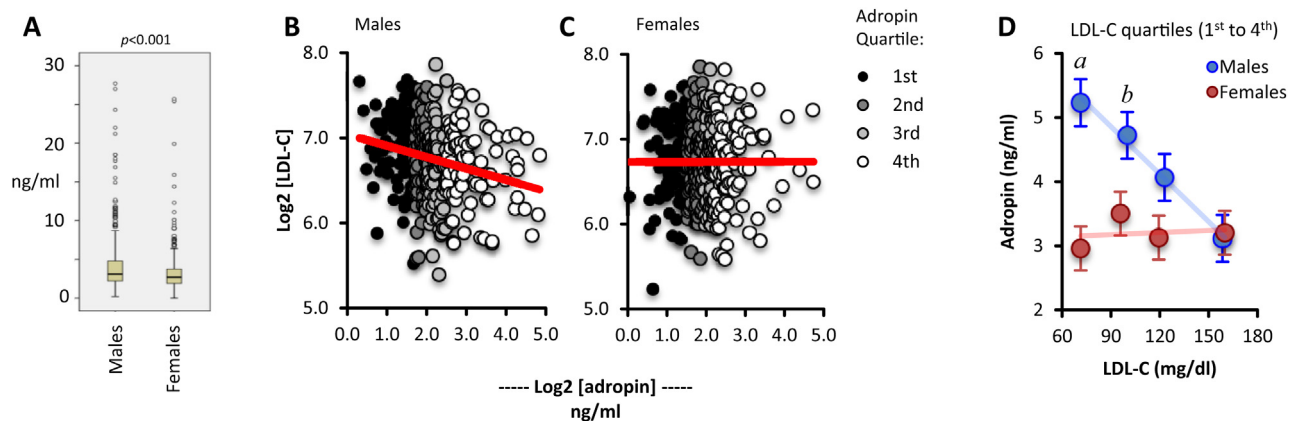 A
p<0.001
30
20
ng/ml
10
0
Males
Females
B
Males
8.0
7.0
Log2 [LDL-C]
6.0
5.0
0.0 1.0 2.0 3.0 4.0 5.0
C
Females
8.0
7.0
6.0
5.0
0.0 1.0 2.0 3.0 4.0 5.0
----- Log2 [adropin] -----
ng/ml
Adropin
Quartile:
1st
2nd
3rd
4th
D
LDL-C quartiles (1st to 4th)
6
5
4
3
2
Adropin (ng/ml)
a
b
Males
Females
60 90 120 150 180
LDL-C (mg/dl)